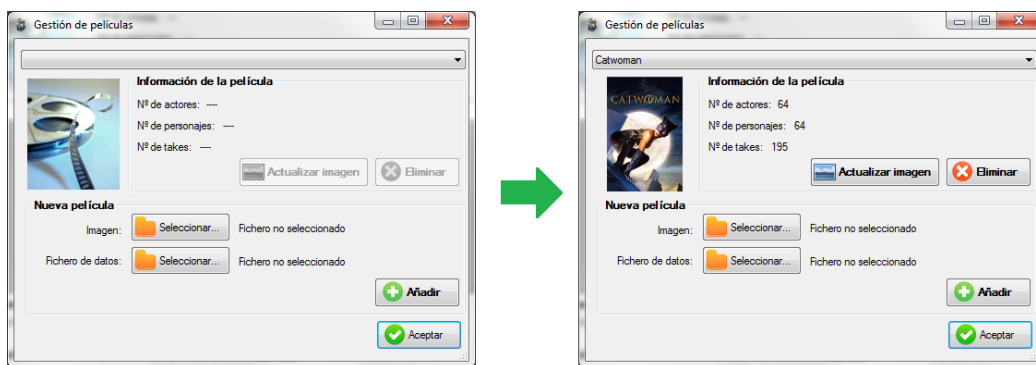 Gestión de películas
Información de la película
Nº de actores: ----
Nº de personajes: ----
Nº de takes: ----
Actualizar imagen
Eliminar
Nueva película
Imagen: Seleccionar... Fichero no seleccionado
Fichero de datos: Seleccionar... Fichero no seleccionado
Añadir
Aceptar
Gestión de películas
Catwoman
CATWOMAN
Información de la película
Nº de actores: 64
Nº de personajes: 64
Nº de takes: 195
Actualizar imagen
Eliminar
Nueva película
Imagen: Seleccionar... Fichero no seleccionado
Fichero de datos: Seleccionar... Fichero no seleccionado
Añadir
Aceptar